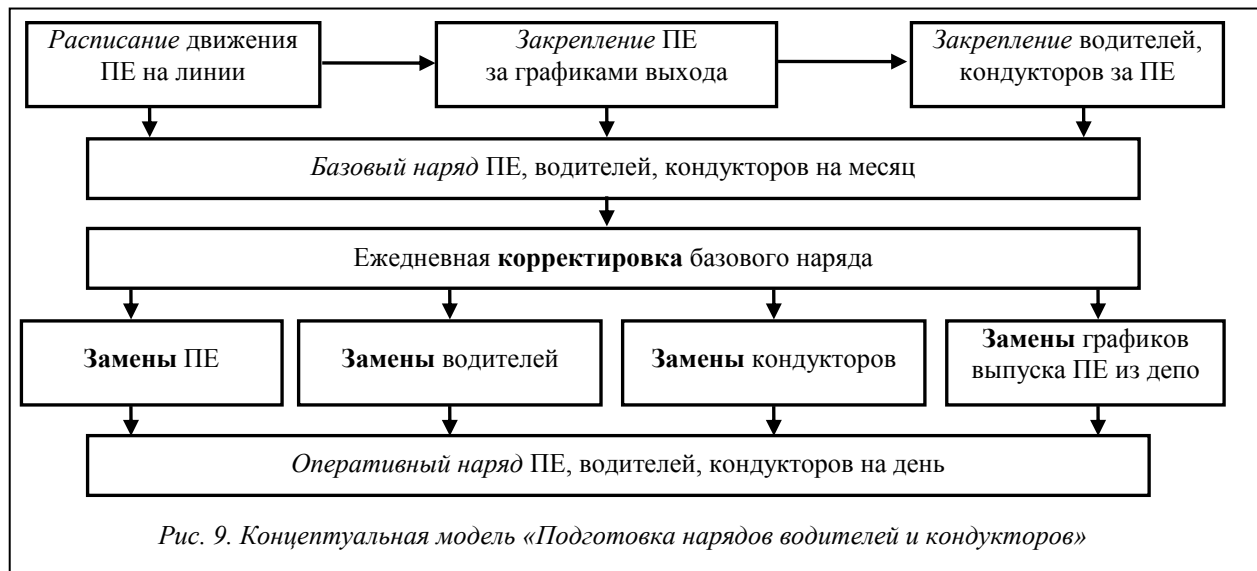 Расписание движения
ПЕ на линии
Закрепление ПЕ
за графиками выхода
Закрепление водителей,
кондукторов за ПЕ
Базовый наряд ПЕ, водителей, кондукторов на месяц
Ежедневная корректировка базового наряда
Замены ПЕ
Замены водителей
Замены кондукторов
Замены графиков
выпуска ПЕ из депо
Оперативный наряд ПЕ, водителей, кондукторов на день
Рис. 9. Концептуальная модель «Подготовка нарядов водителей и кондукторов»